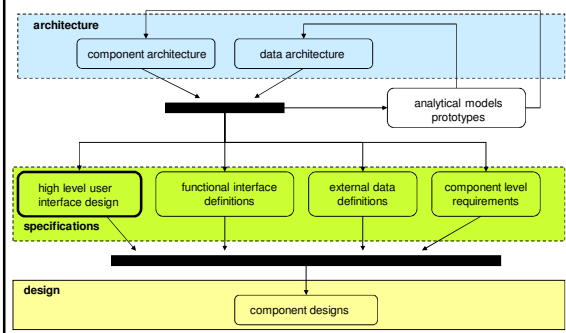 architecture
component architecture
data architecture
analytical models
prototypes
high level user
interface design
functional interface
definitions
external data
definitions
component level
requirements
specifications
design
component designs